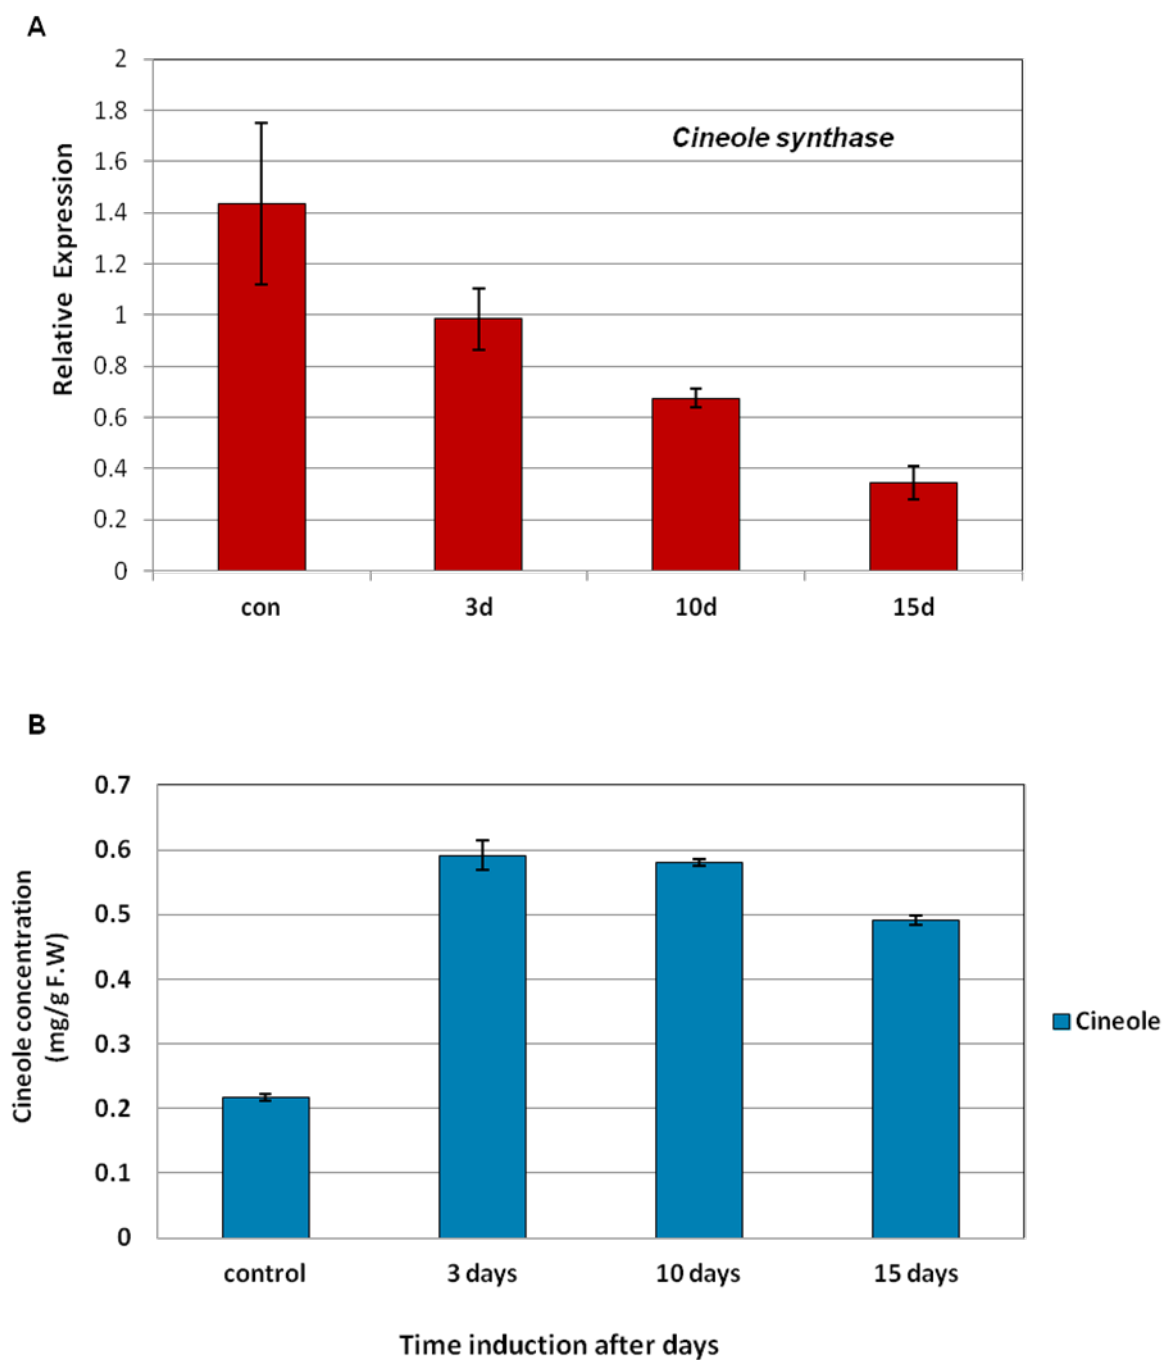 A
2
1.8
1.6
1.4
1.2
1
0.8
0.6
0.4
0.2
0
Relative Expression
Cineole synthase
con 3d 10d 15d
B
0.7
0.6
0.5
0.4
0.3
0.2
0.1
0
Cineole concentration
(mg/g F.W)
Cineole
control 3 days 10 days 15 days
Time induction after days